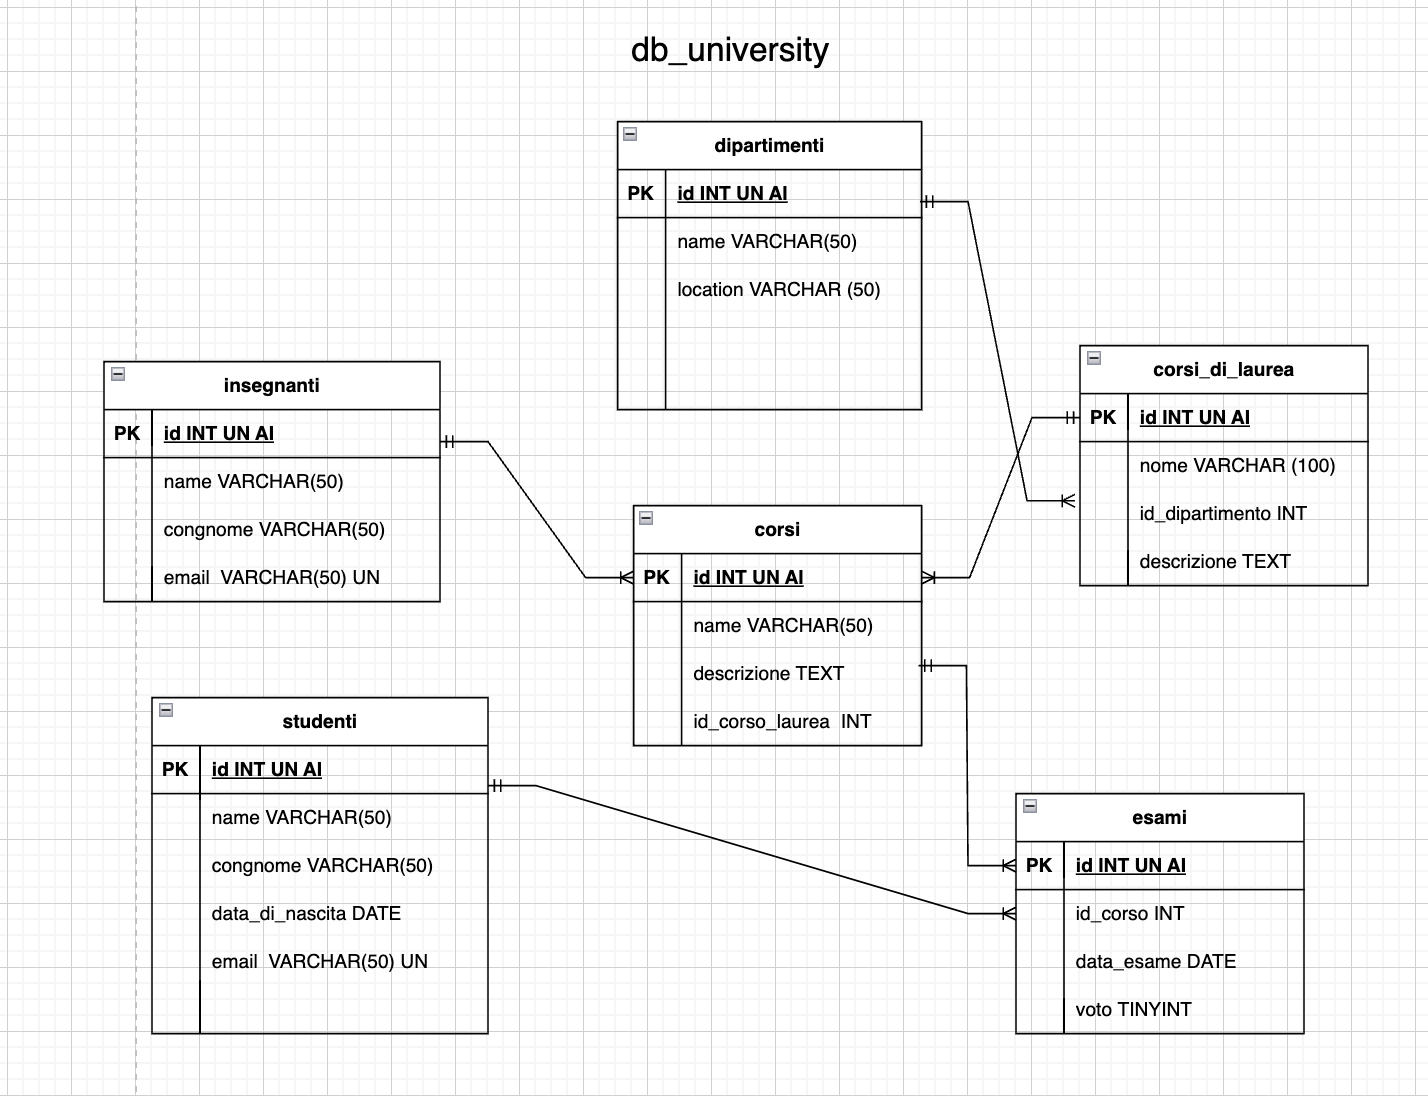 db_university
dipartimenti
PK id INT UN AI
name VARCHAR(50)
location VARCHAR (50)
insegnanti
PK id INT UN AI
name VARCHAR(50)
congnome VARCHAR(50)
email  VARCHAR(50) UN
corsi_di_laurea
PK id INT UN AI
nome VARCHAR (100)
id_dipartimento INT
descrizione TEXT
corsi
PK id INT UN AI
name VARCHAR(50)
descrizione TEXT
id_corso_laurea  INT
studenti
PK id INT UN AI
name VARCHAR(50)
congnome VARCHAR(50)
data_di_nascita DATE
email  VARCHAR(50) UN
esami
PK id INT UN AI
id_corso INT
data_esame DATE
voto TINYINT